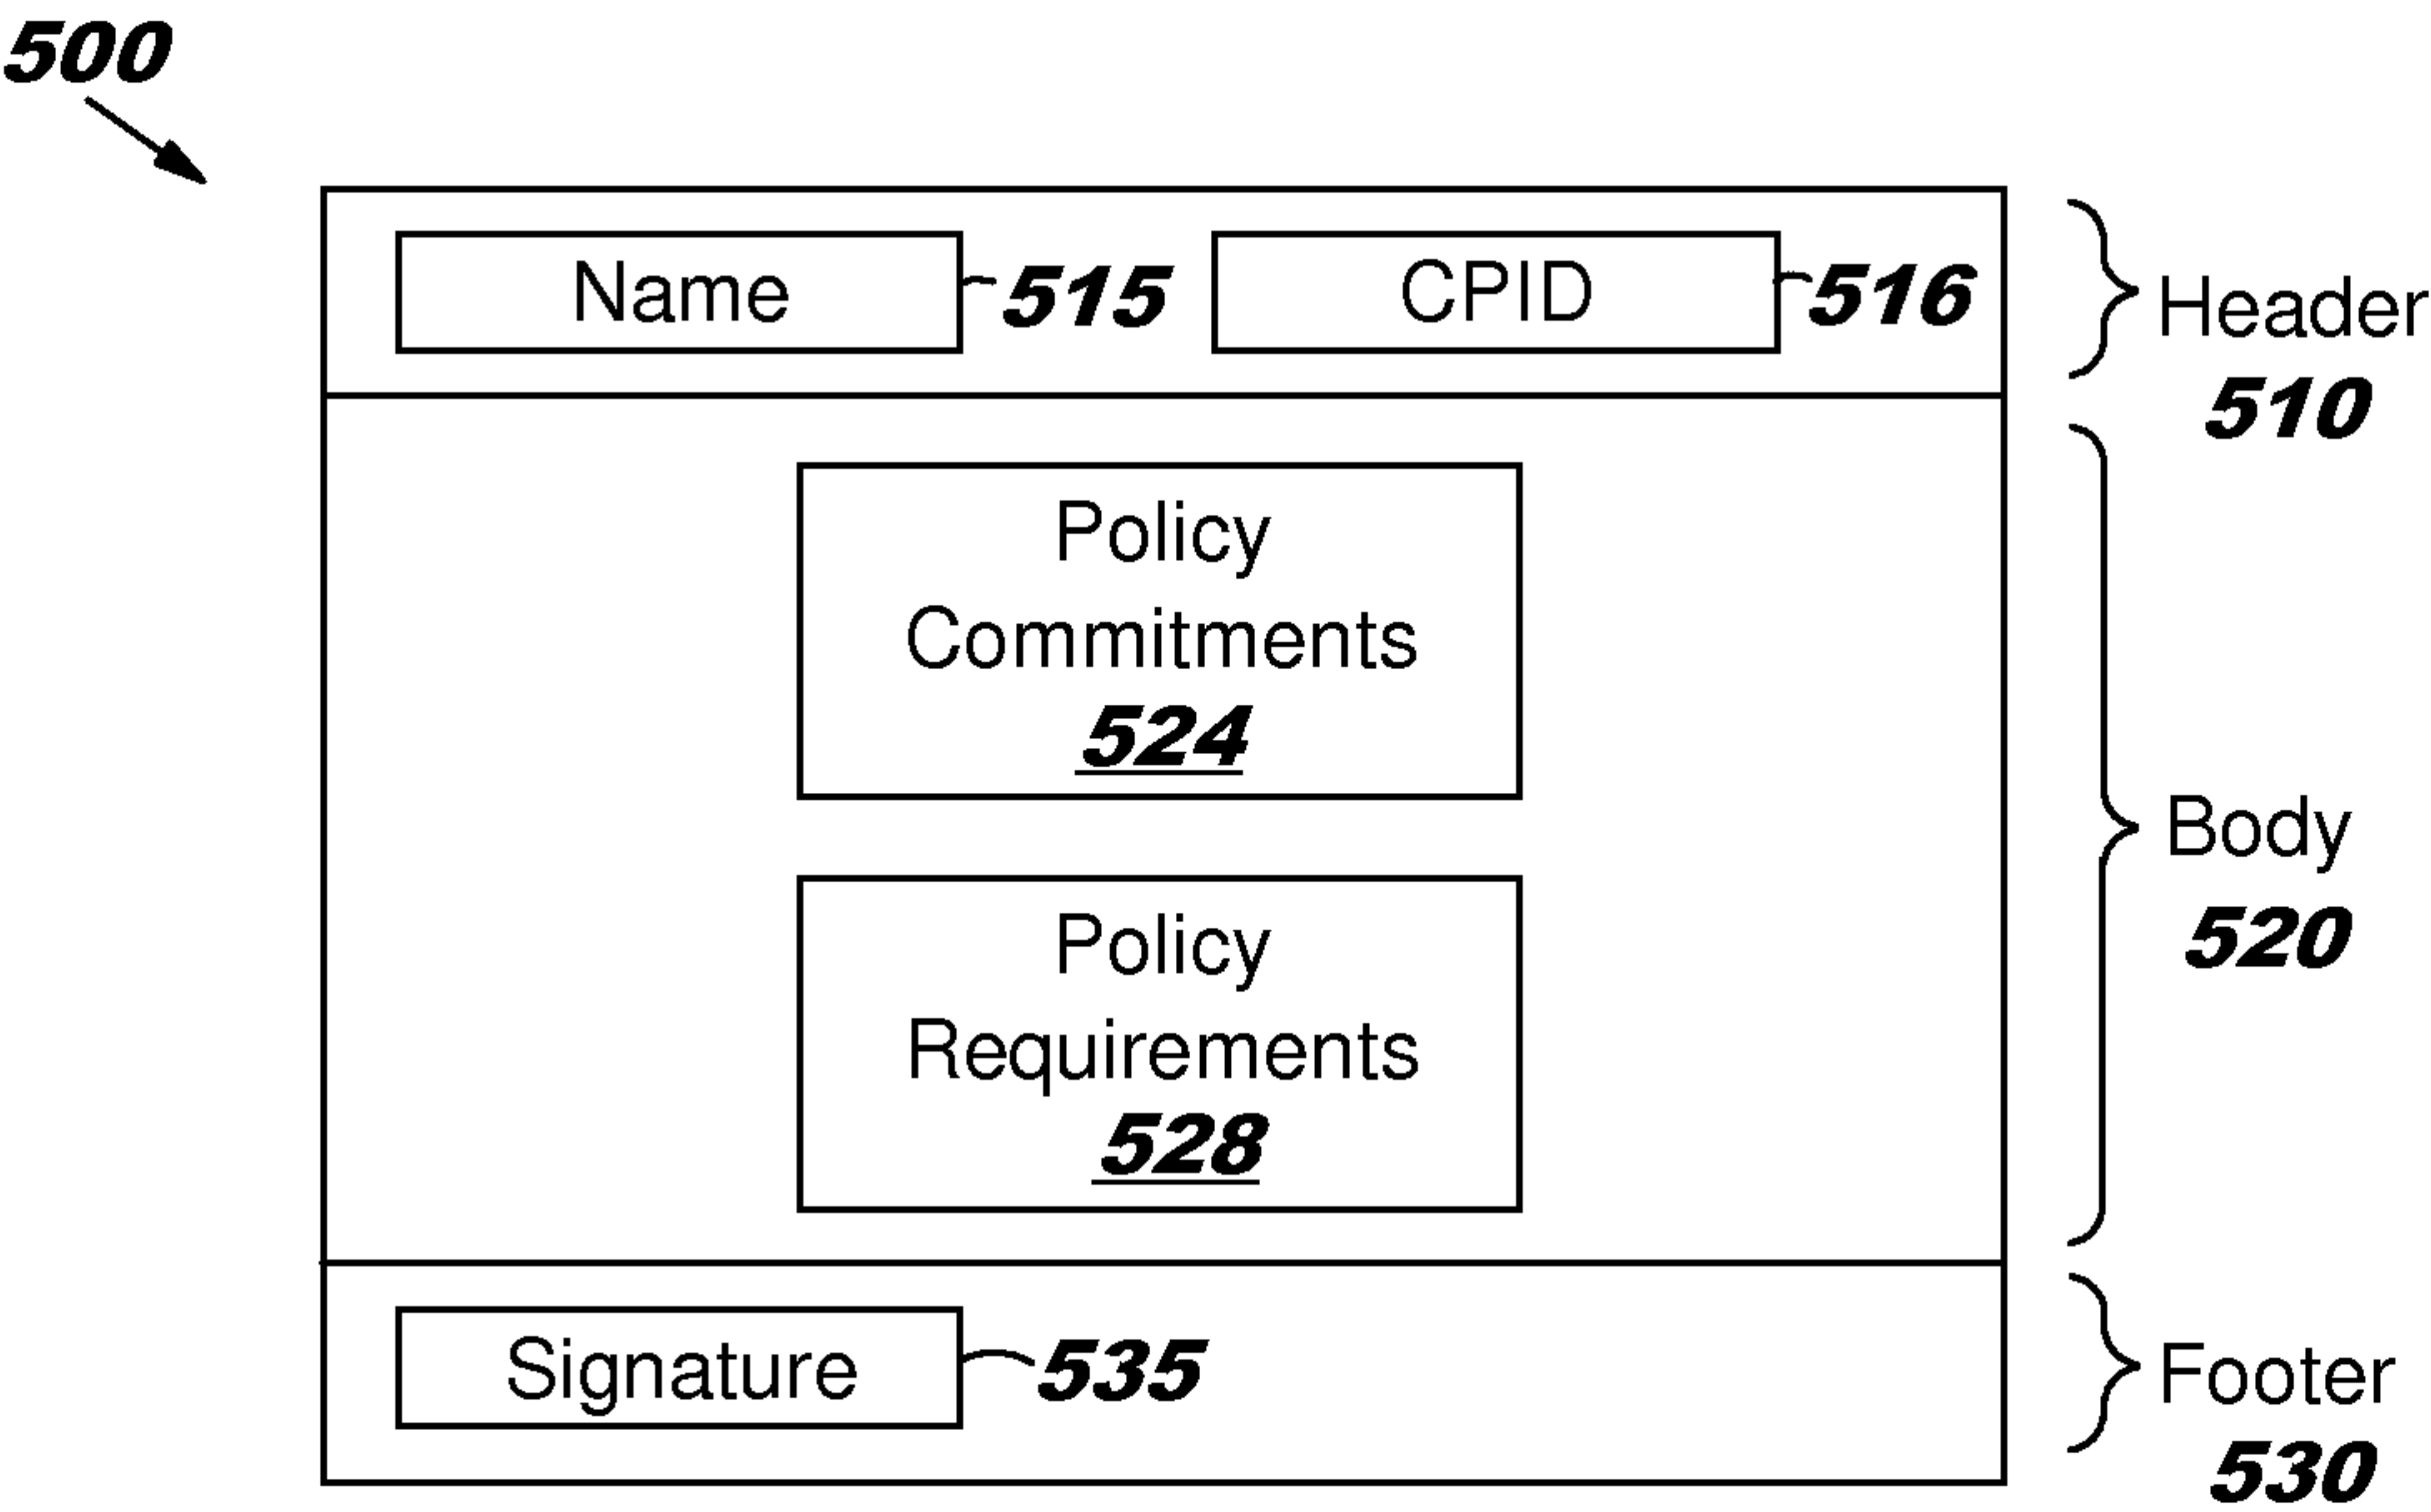 500
Name 515 CPID 516
Header
510
Policy
Commitments
524
Body
520
Policy
Requirements
528
Signature 535
Footer
530